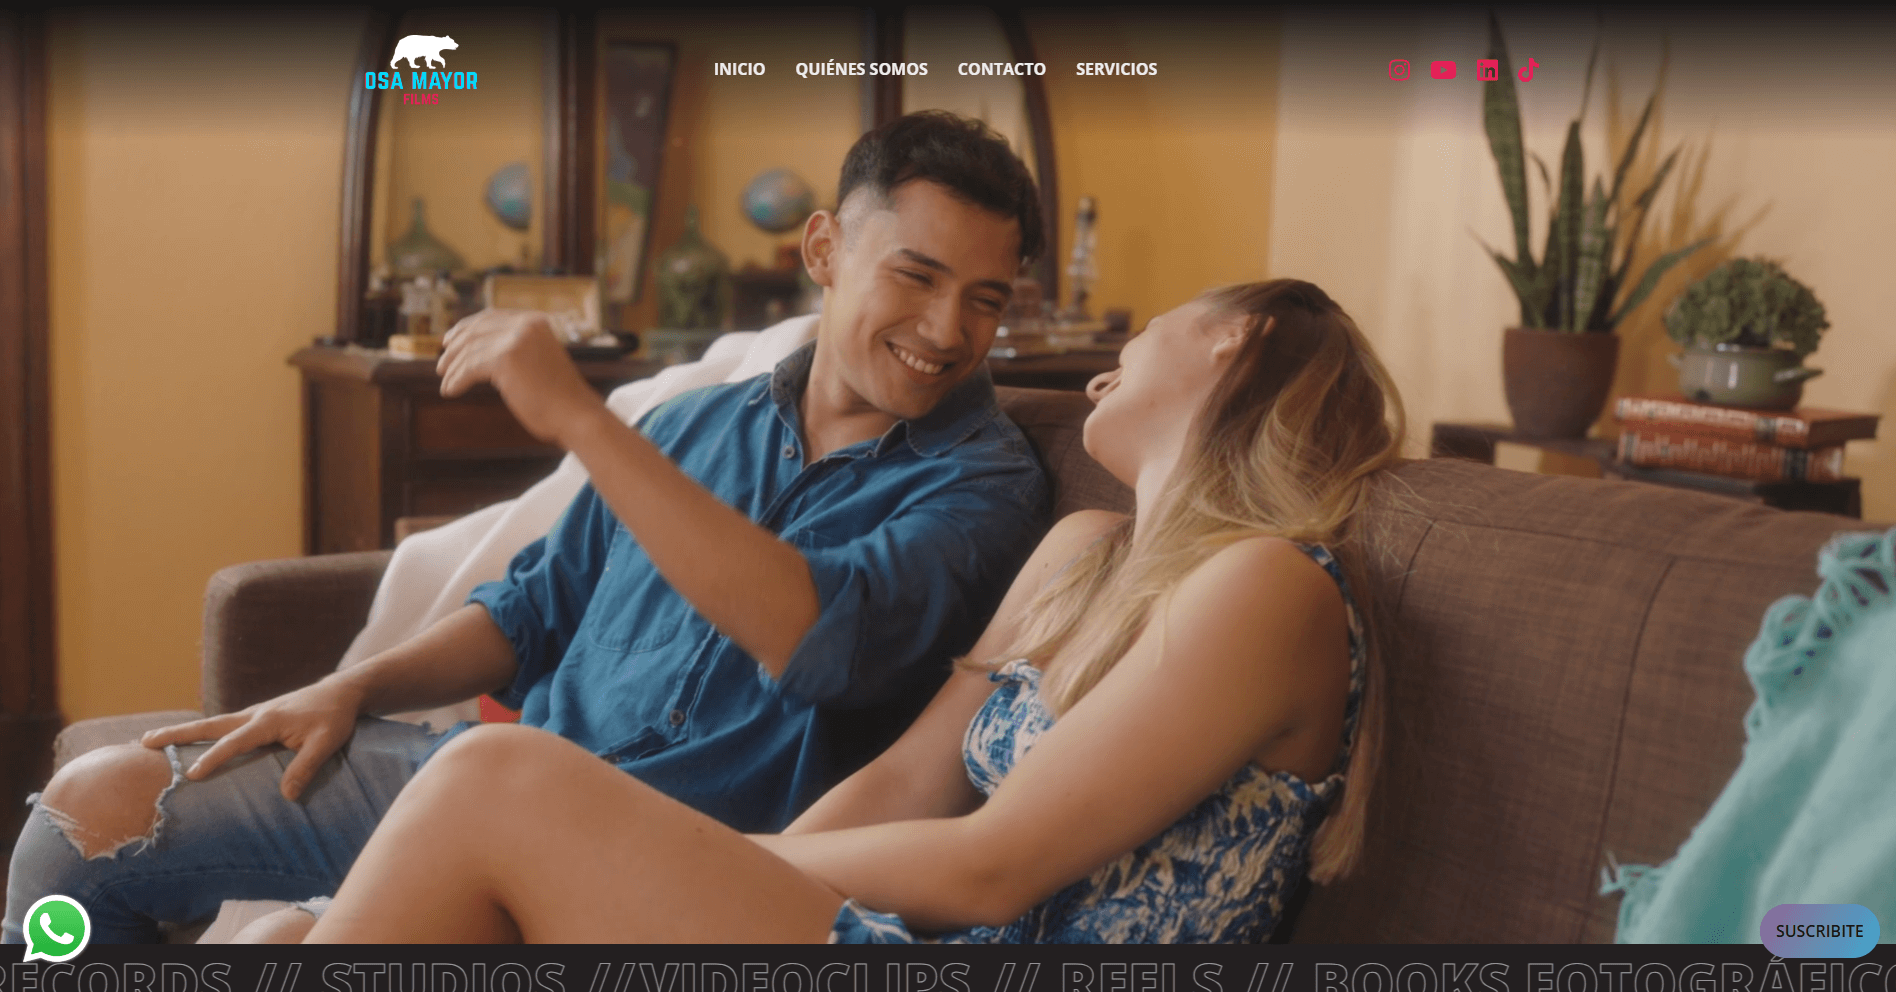 OSA MAYOR
FILMS
INICIO QUIÉNES SOMOS CONTACTO SERVICIOS
SUSCRIBITE
RECORDS // STUDIOS //VIDEOCLIPS // REELS // BOOKS FOTOGRÁFICO